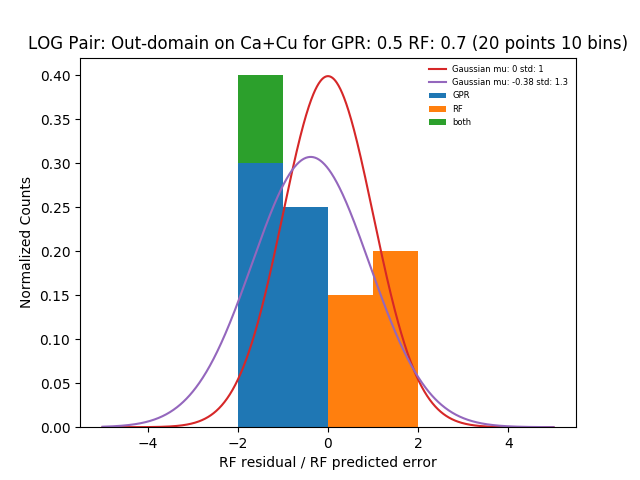 LOG Pair: Out-domain on Ca+Cu for GPR: 0.5 RF: 0.7 (20 points 10 bins)
Gaussian mu: 0 std: 1
Gaussian mu: -0.38 std: 1.3
GPR
RF
both
0.40
0.35
0.30
0.25
0.20
0.15
0.10
0.05
0.00
Normalized Counts
−4
−2
0
2
4
RF residual / RF predicted error